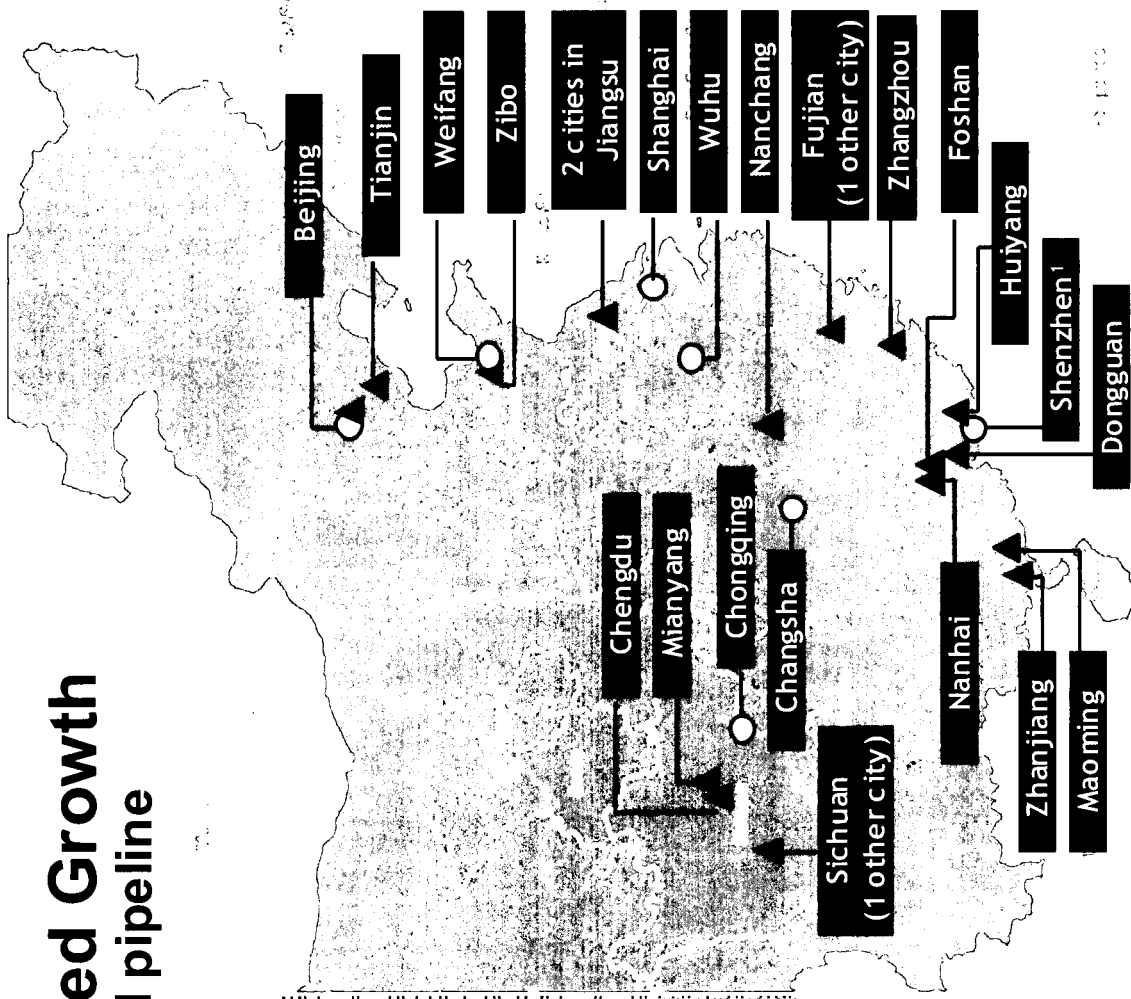 ed Growth
pipeline
Beijing
Tianjin
Weifang
Zibo
2 cities in
Jiangsu
Shanghai
Wuhu
Nanchang
Fujian
(1 other city)
Zhangzhou
Foshan
Huiyang
Shenzhen¹
Dongguan
Chengdu
Mianyang
Chongqing
Changsha
Sichuan
(1 other city)
Nanhai
Zhanjiang
Maoming